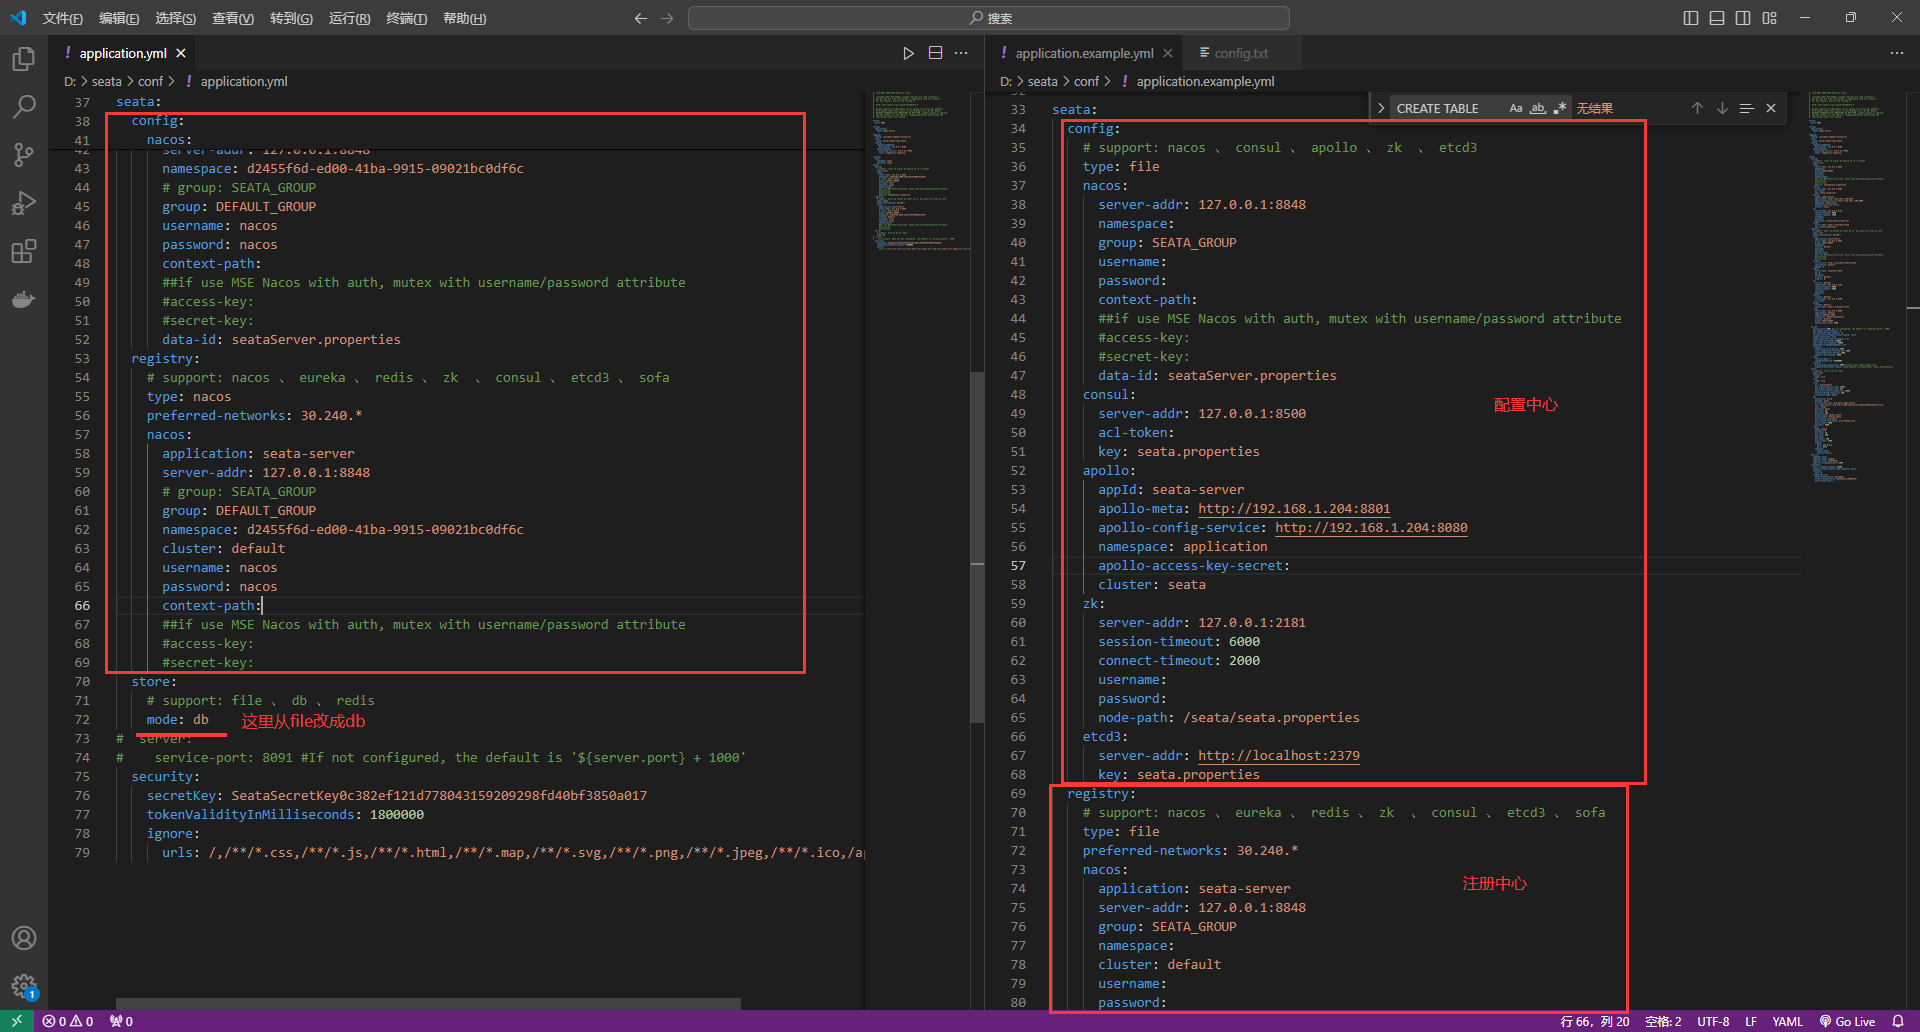 文件(F) 编辑(E) 选择(S) 查看(V) 转到(G) 运行(R) 终端(T) 帮助(H)
搜索
! application.yml
D: > seata > conf > ! application.yml
37 seata:
38 config:
41 nacos:
42 server-addr: 127.0.0.1:8848
43 namespace: d2455f6d-ed00-41ba-9915-09021bc0df6c
44 # group: SEATA_GROUP
45 group: DEFAULT_GROUP
46 username: nacos
47 password: nacos
48 context-path:
49 ##if use MSE Nacos with auth, mutex with username/password attribute
50 #access-key:
51 #secret-key:
52 data-id: seataServer.properties
53 registry:
54 # support: nacos 、 eureka 、 redis 、 zk  、 consul 、 etcd3 、 sofa
55 type: nacos
56 preferred-networks: 30.240.*
57 nacos:
58 application: seata-server
59 server-addr: 127.0.0.1:8848
60 # group: SEATA_GROUP
61 group: DEFAULT_GROUP
62 namespace: d2455f6d-ed00-41ba-9915-09021bc0df6c
63 cluster: default
64 username: nacos
65 password: nacos
66 context-path:
67 ##if use MSE Nacos with auth, mutex with username/password attribute
68 #access-key:
69 #secret-key:
70 store:
71 # support: file 、 db 、 redis
72 mode: db 这里从file改成db
73 #  server:
74 #    service-port: 8091 #If not configured, the default is '${server.port} + 1000'
75 security:
76 secretKey: SeataSecretKey0c382ef121d778043159209298fd40bf3850a017
77 tokenValidityInMilliseconds: 1800000
78 ignore:
79 urls: /,/**/*.css,/**/*.js,/**/*.html,/**/*.map,/**/*.svg,/**/*.png,/**/*.jpeg,/**/*.ico,/a
! application.example.yml
config.txt
D: > seata > conf > ! application.example.yml
CREATE TABLE Aa ab 无结果
33 seata:
34 config:
35 # support: nacos 、 consul 、 apollo 、 zk  、 etcd3
36 type: file
37 nacos:
38 server-addr: 127.0.0.1:8848
39 namespace:
40 group: SEATA_GROUP
41 username:
42 password:
43 context-path:
44 ##if use MSE Nacos with auth, mutex with username/password attribute
45 #access-key:
46 #secret-key:
47 data-id: seataServer.properties
48 consul:
配置中心
49 server-addr: 127.0.0.1:8500
50 acl-token:
51 key: seata.properties
52 apollo:
53 appId: seata-server
54 apollo-meta: http://192.168.1.204:8801
55 apollo-config-service: http://192.168.1.204:8080
56 namespace: application
57 apollo-access-key-secret:
58 cluster: seata
59 zk:
60 server-addr: 127.0.0.1:2181
61 session-timeout: 6000
62 connect-timeout: 2000
63 username:
64 password:
65 node-path: /seata/seata.properties
66 etcd3:
67 server-addr: http://localhost:2379
68 key: seata.properties
69 registry:
70 # support: nacos 、 eureka 、 redis 、 zk  、 consul 、 etcd3 、 sofa
71 type: file
72 preferred-networks: 30.240.*
73 nacos:
74 application: seata-server
注册中心
75 server-addr: 127.0.0.1:8848
76 group: SEATA_GROUP
77 namespace:
78 cluster: default
79 username:
80 password:
1
0 0 0
行 66，列 20 空格: 2 UTF-8 LF YAML Go Live